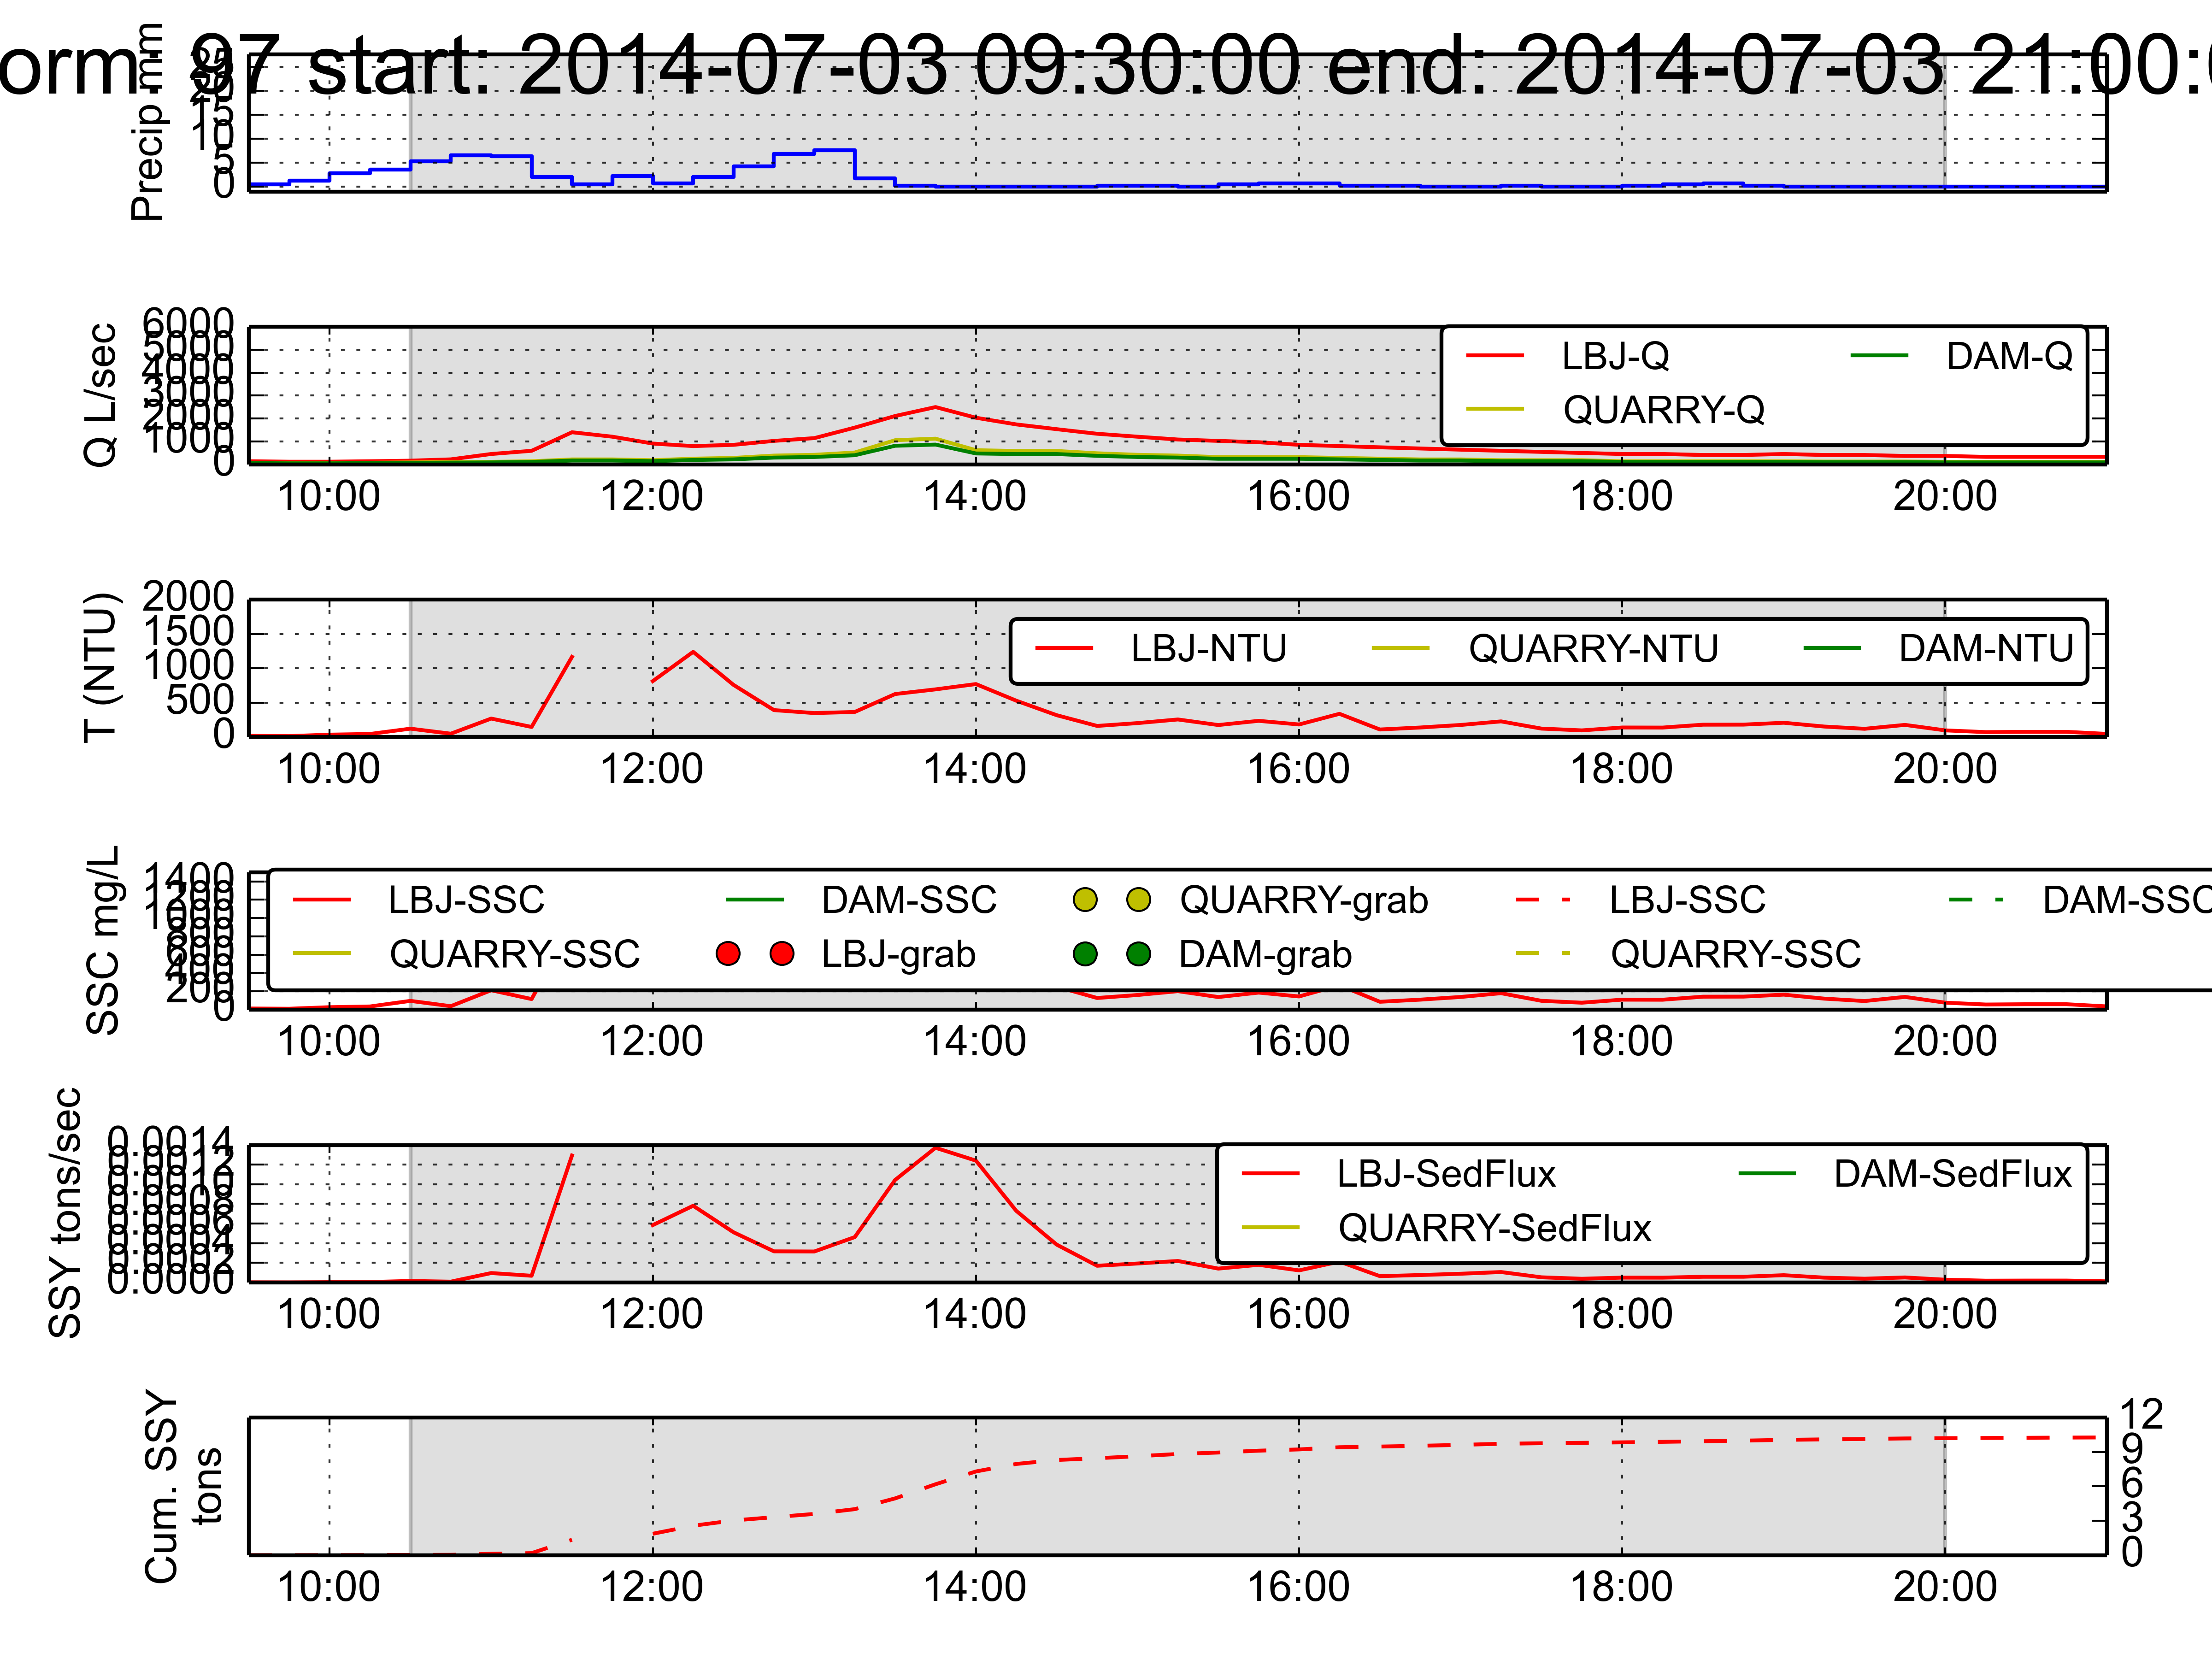 orm: 97 start: 2014-07-03 09:30:00 end: 2014-07-03 21:00:0
Precip mm
25
20
15
10
5
0
Q L/sec
6000
5000
4000
3000
2000
1000
0
LBJ-Q
DAM-Q
QUARRY-Q
10:00 12:00 14:00 16:00 18:00 20:00
T (NTU)
2000
1500
1000
500
0
LBJ-NTU QUARRY-NTU DAM-NTU
10:00 12:00 14:00 16:00 18:00 20:00
SSC mg/L
1400
1200
1000
800
600
400
200
0
LBJ-SSC DAM-SSC QUARRY-grab LBJ-SSC DAM-SSC
QUARRY-SSC LBJ-grab DAM-grab QUARRY-SSC
10:00 12:00 14:00 16:00 18:00 20:00
SSY tons/sec
0.0014
0.0012
0.0010
0.0008
0.0006
0.0004
0.0002
0.0000
LBJ-SedFlux DAM-SedFlux
QUARRY-SedFlux
10:00 12:00 14:00 16:00 18:00 20:00
Cum. SSY
tons
12
9
6
3
0
10:00 12:00 14:00 16:00 18:00 20:00